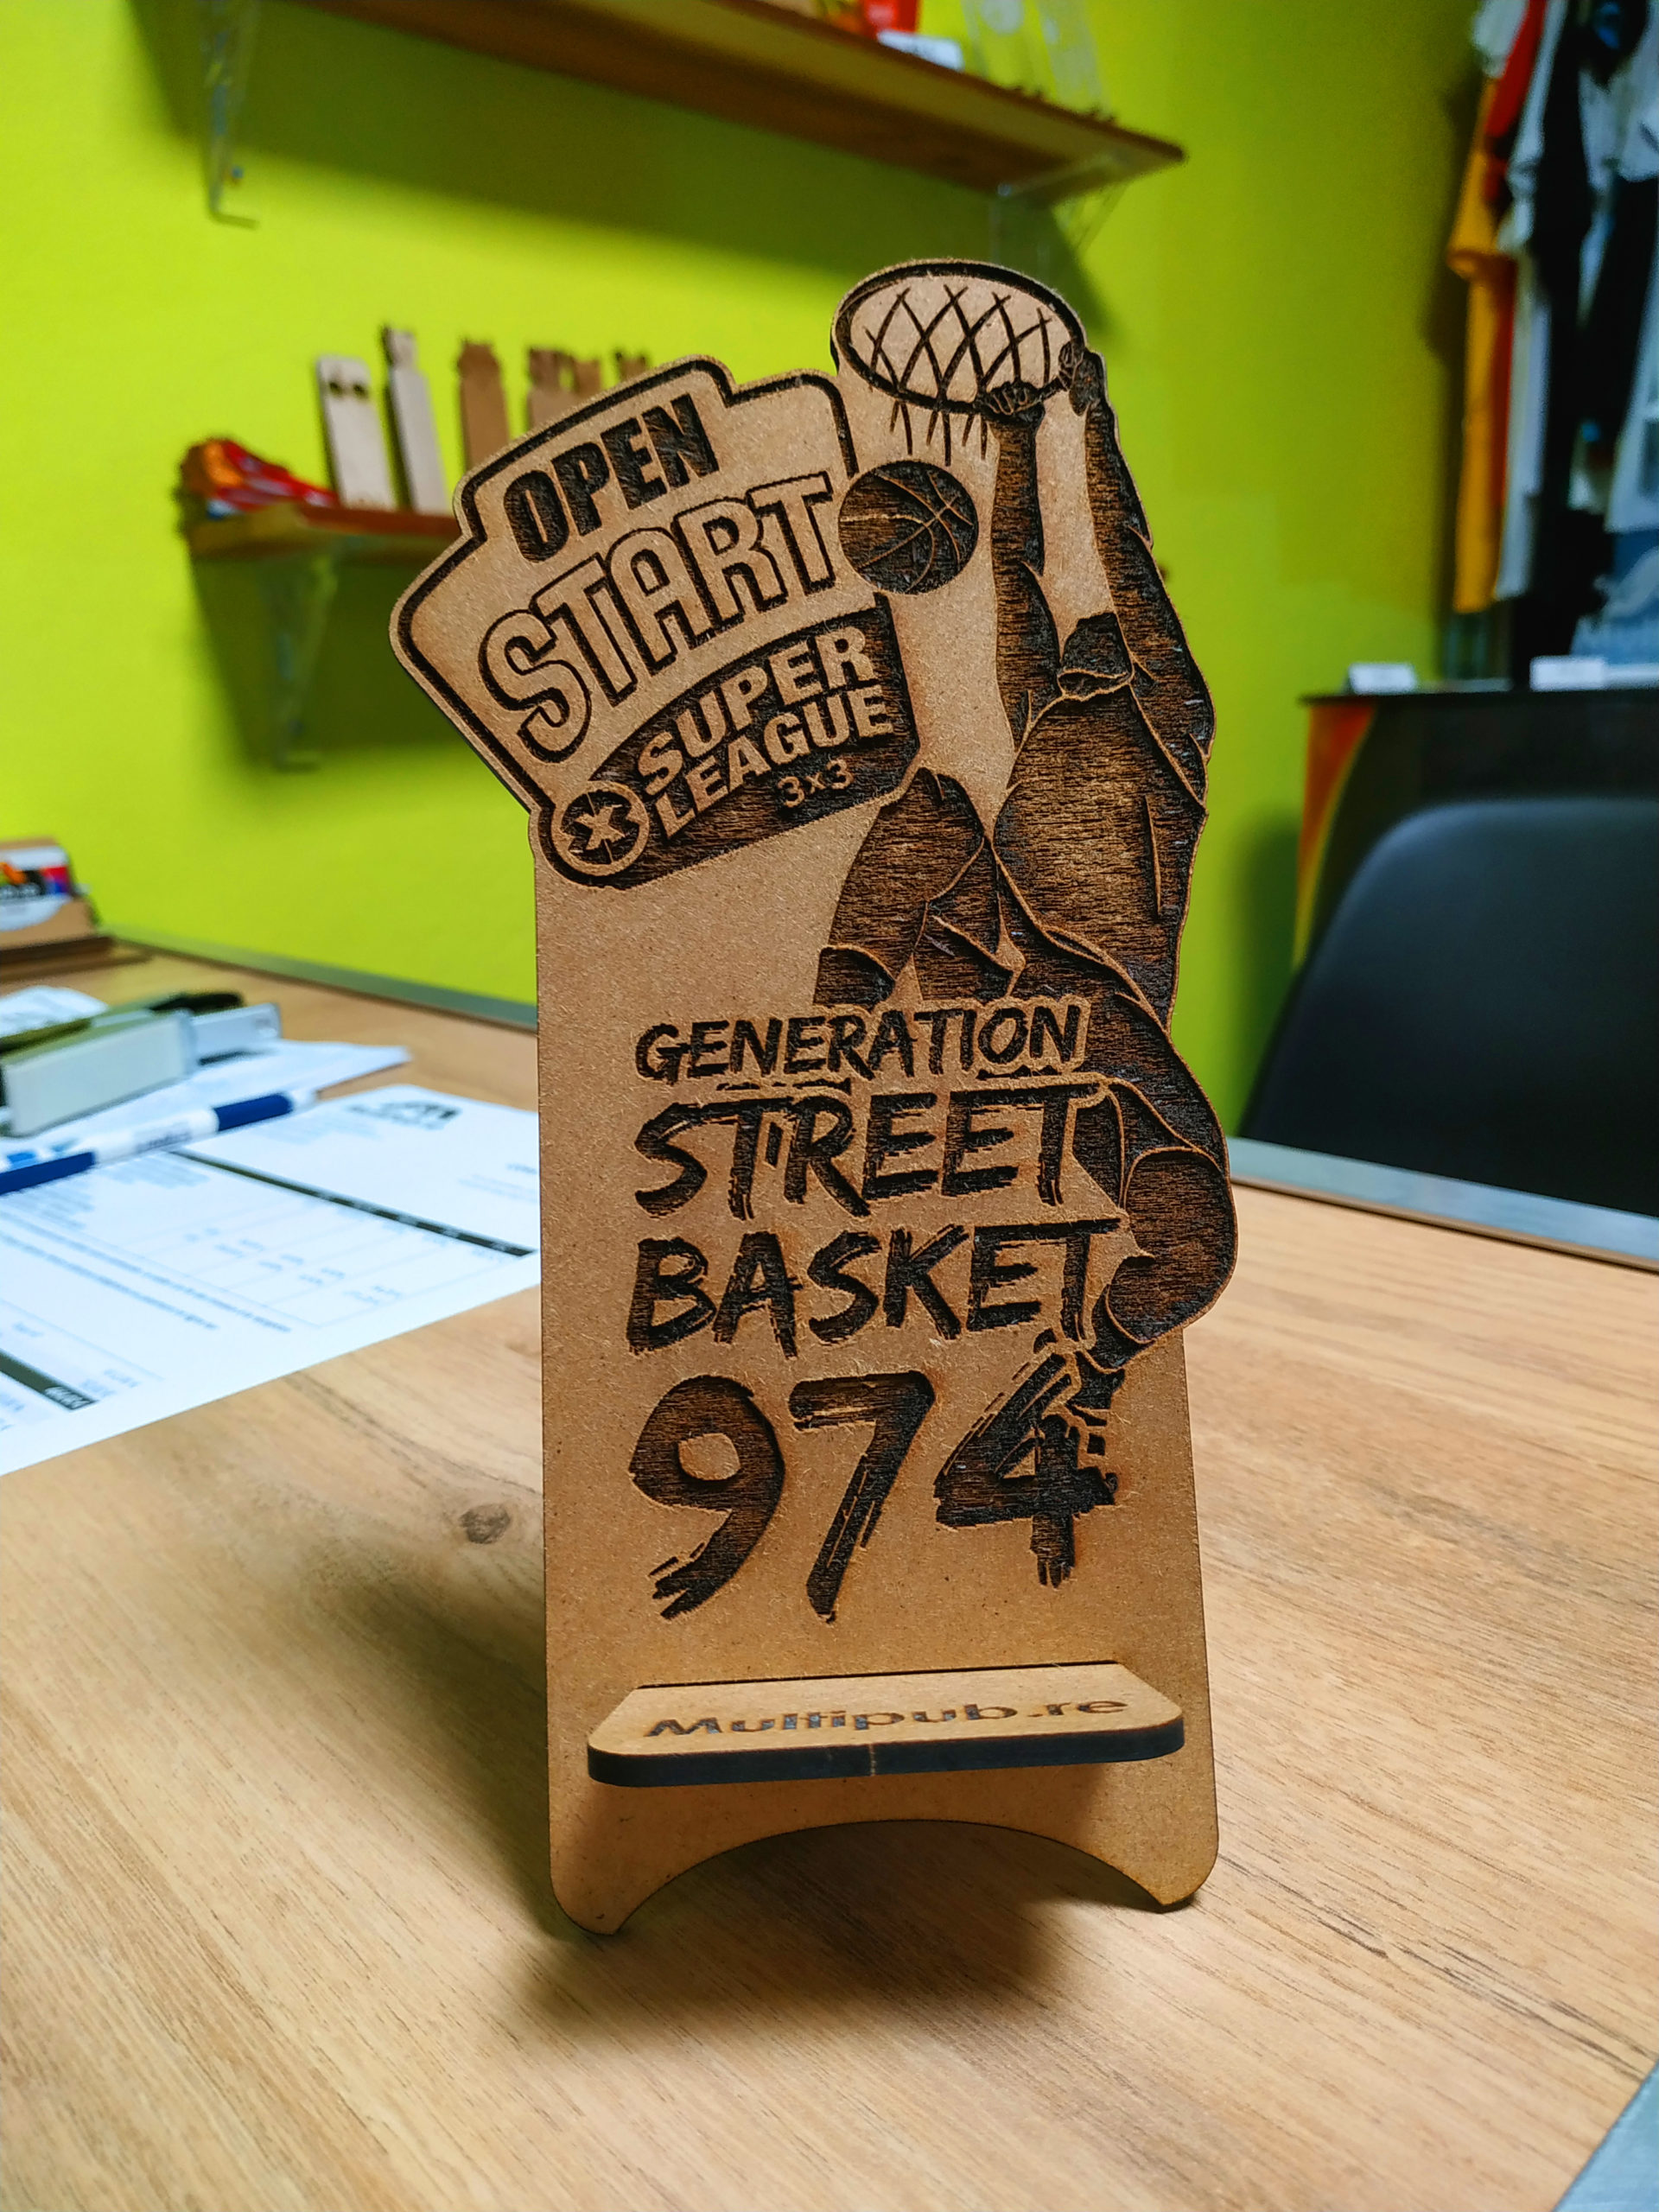 OPEN
START
SUPER
LEAGUE
3x3
X
GENERATION
STREET
BASKET
974
Multipub.re